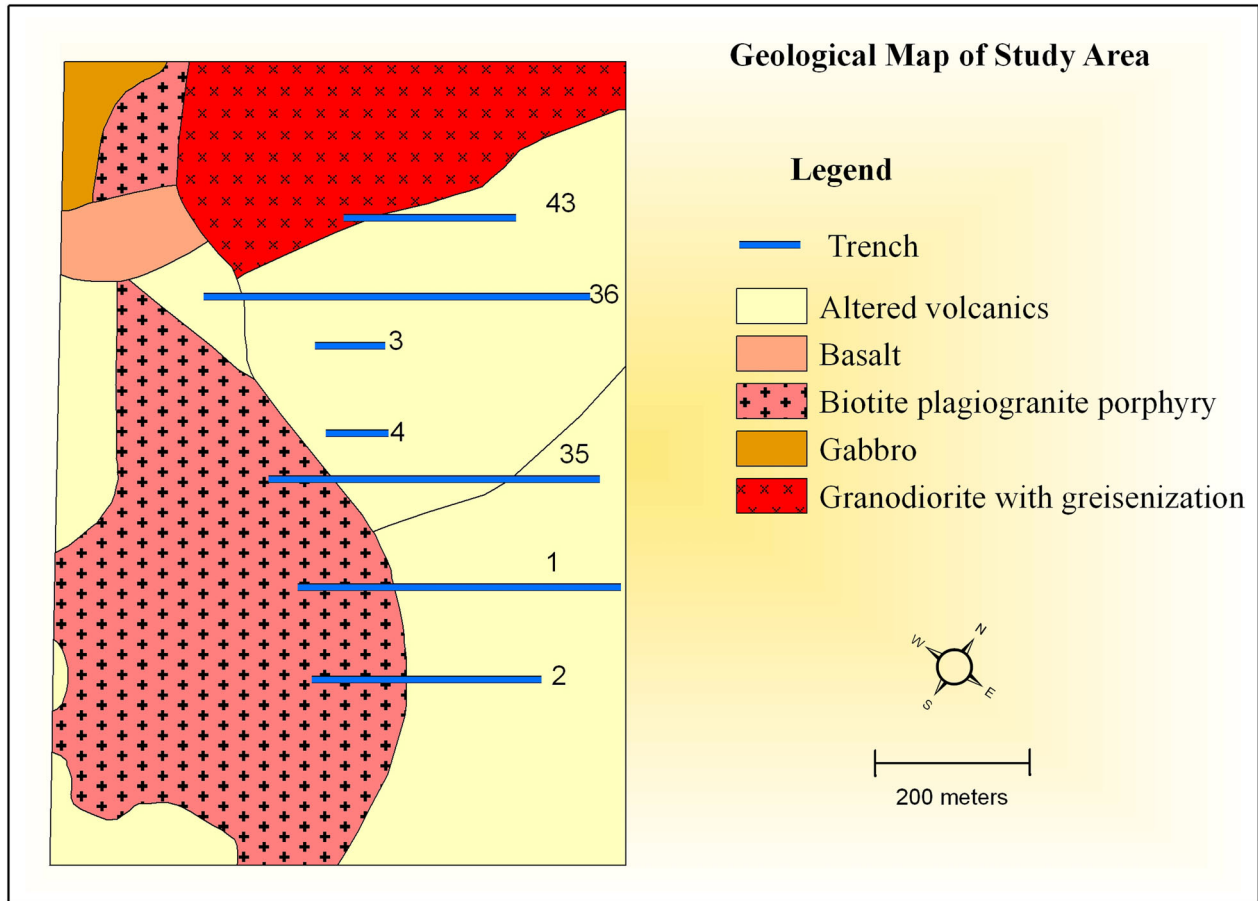 Geological Map of Study Area
Legend
Trench
Altered volcanics
Basalt
Biotite plagiogranite porphyry
Gabbro
Granodiorite with greisenization
43
36
3
4
35
1
2
N
W
E
S
200 meters